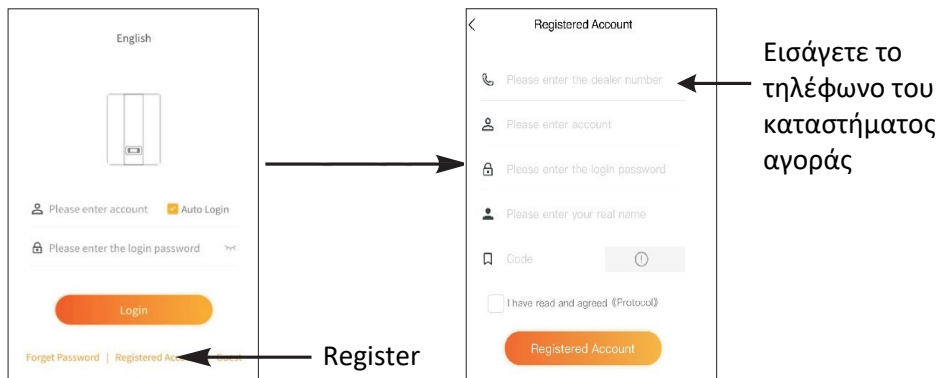 English
Please enter account
Auto Login
Please enter the login password
Login
Forget Password | Registered Account | Guest
Register
Registered Account
Please enter the dealer number
Please enter account
Please enter the login password
Please enter your real name
Code
I have read and agreed 《Protocol》
Registered Account
Εισάγετε το
τηλέφωνο του
καταστήματος
αγοράς